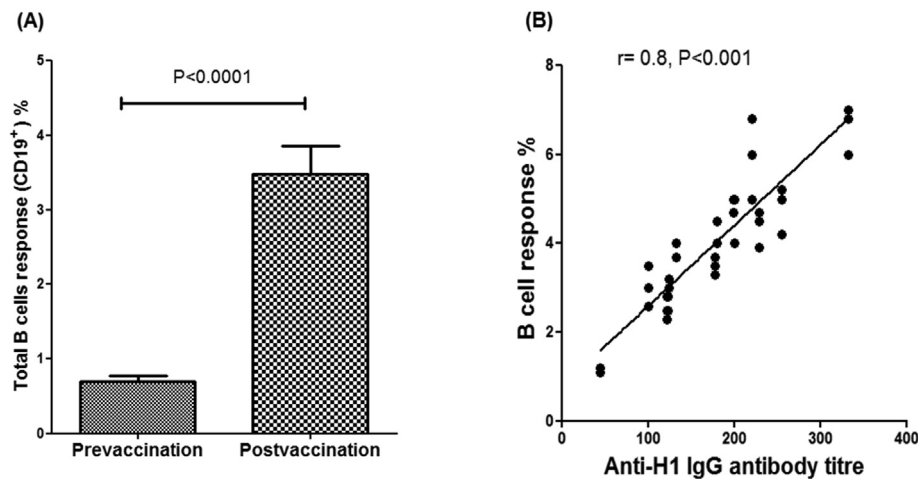 (A)
P<0.0001
Total B cells response (CD19+) %
5
4
3
2
1
0
Prevaccination Postvaccination
(B)
r= 0.8, P<0.001
B cell response %
8
6
4
2
0
0 100 200 300 400
Anti-H1 IgG antibody titre